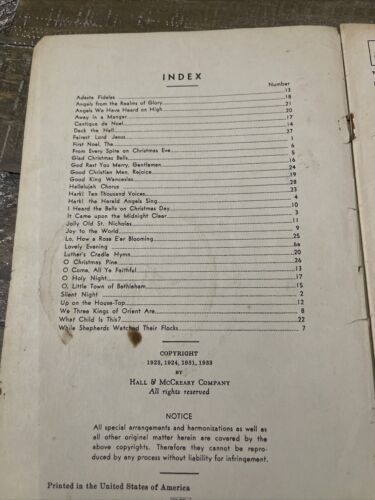 INDEX
Number
Adeste Fideles 13
Angels from the Realms of Glory 18
Angels We Have Heard on High 21
Away in a Manger 20
Cantique de Noel 17
Deck the Hall 14
Fairest Lord Jesus 27
First Noel, The 1
From Every Spire on Christmas Eve 6
Glad Christmas Bells 5
God Rest You Merry, Gentlemen 16
Good Christian Men, Rejoice 24
Good King Wenceslas 19
Hallelujah Chorus 28
Hark! Ten Thousand Voices 23
Hark! the Herald Angels Sing 4
I Heard the Bells on Christmas Day 10
It Came Upon the Midnight Clear 3
Jolly Old St. Nicholas 11
Joy to the World 9
Lo, How a Rose E'er Blooming 25
Lovely Evening 6a
Luther's Cradle Hymn 20
O Christmas Pine 26
O Come, All Ye Faithful 13
O Holy Night 17
O, Little Town of Bethlehem 15
Silent Night 2
Up on the House-Top 12
We Three Kings of Orient Are 8
What Child Is This? 22
While Shepherds Watched Their Flocks 7
COPYRIGHT
1923, 1924, 1931, 1933
BY
HALL & McCREARY COMPANY
All rights reserved
NOTICE
All special arrangements and harmonizations as well as
all other original matter herein are covered by the
above copyrights. Therefore they cannot be repro-
duced by any process without liability for infringement.
Printed in the United States of America